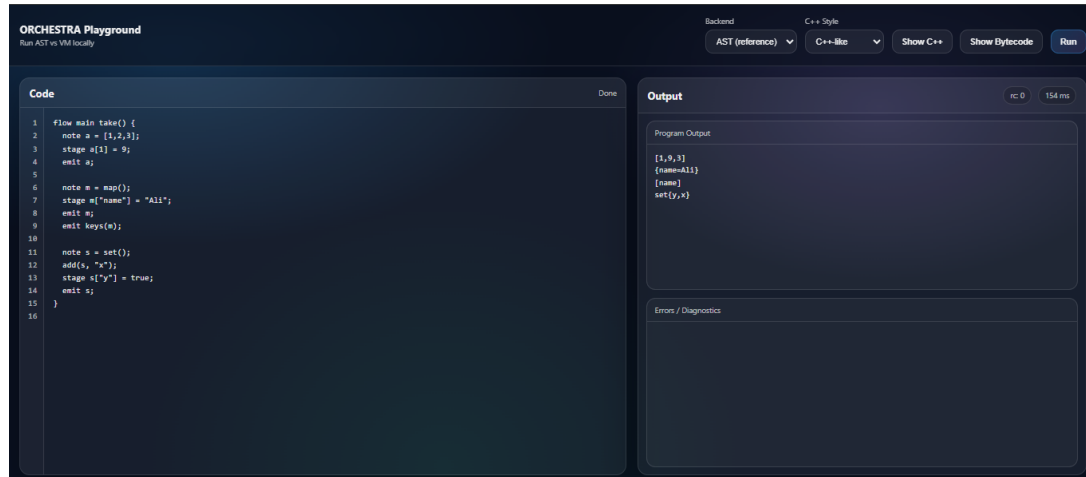 ORCHESTRA Playground
Run AST vs VM locally
Backend
C++ Style
AST (reference)
C++-like
Show C++
Show Bytecode
Run
Code
Done
1 flow main take() {
2 note a = [1,2,3];
3 stage a[1] = 9;
4 emit a;
5
6 note m = map();
7 stage m["name"] = "Ali";
8 emit m;
9 emit keys(m);
10
11 note s = set();
12 add(s, "x");
13 stage s["y"] = true;
14 emit s;
15 }
16
Output
rc: 0
154 ms
Program Output
[1,9,3]
{name=Ali}
[name]
set{y,x}
Errors / Diagnostics